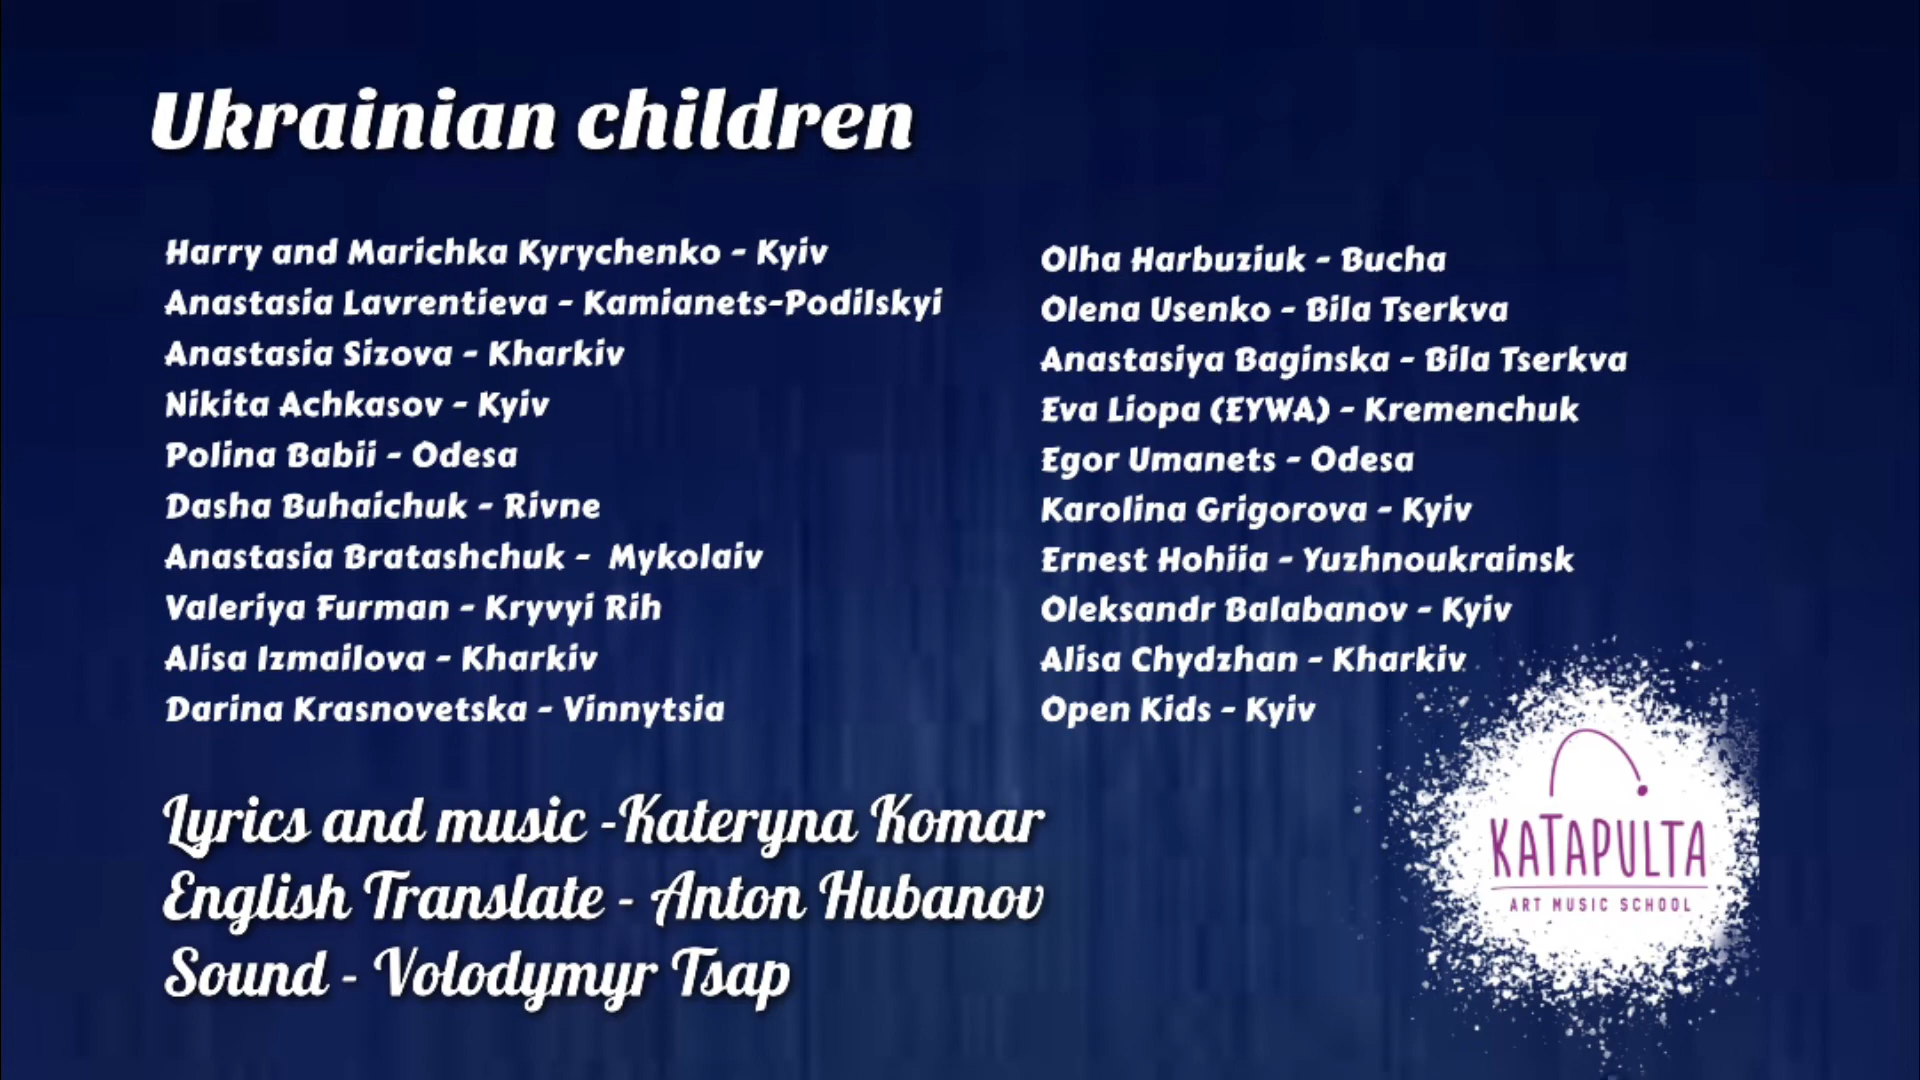 Ukrainian children
Harry and Marichka Kyrychenko - Kyiv
Anastasia Lavrentieva - Kamianets-Podilskyi
Anastasia Sizova - Kharkiv
Nikita Achkasov - Kyiv
Polina Babii - Odesa
Dasha Buhaichuk - Rivne
Anastasia Bratashchuk - Mykolaiv
Valeriya Furman - Kryvyi Rih
Alisa Izmailova - Kharkiv
Darina Krasnovetska - Vinnytsia
Olha Harbuziuk - Bucha
Olena Usenko - Bila Tserkva
Anastasiya Baginska - Bila Tserkva
Eva Liopa (EYWA) - Kremenchuk
Egor Umanets - Odesa
Karolina Grigorova - Kyiv
Ernest Hohiia - Yuzhnoukrainsk
Oleksandr Balabanov - Kyiv
Alisa Chydzhan - Kharkiv
Open Kids - Kyiv
Lyrics and music -Kateryna Komar
English Translate - Anton Hubanov
Sound - Volodymyr Tsap
KATAPULTA
ART MUSIC SCHOOL